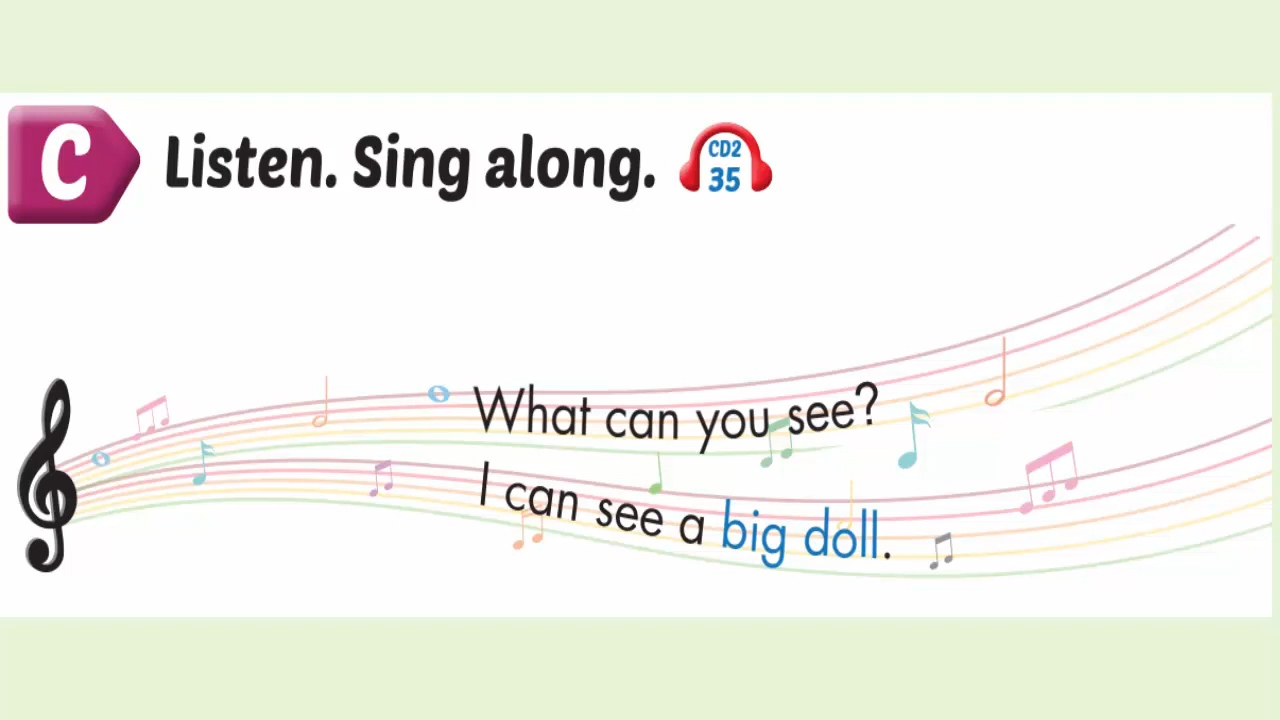 C Listen. Sing along. CD2 35
What can you see?
I can see a big doll.